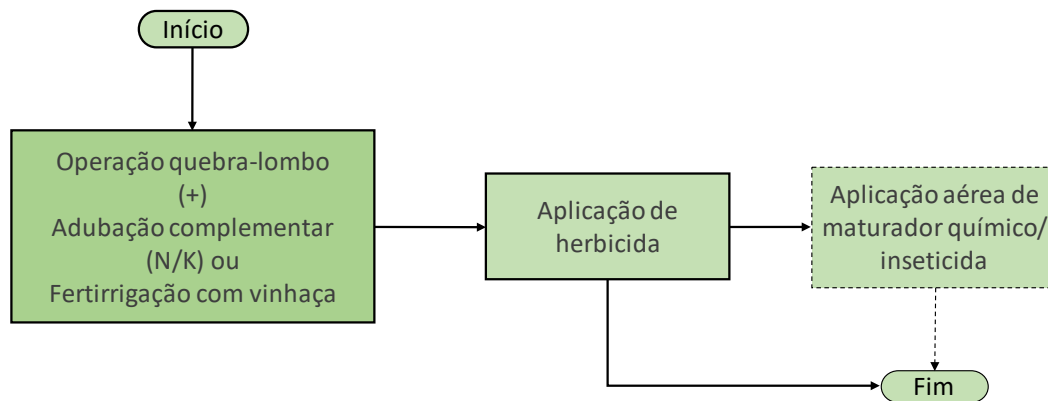 Início
Operação quebra-lombo
(+)
Adubação complementar
(N/K) ou
Fertirrigação com vinhaça
Aplicação de
herbicida
Aplicação aérea de
maturador químico/
inseticida
Fim